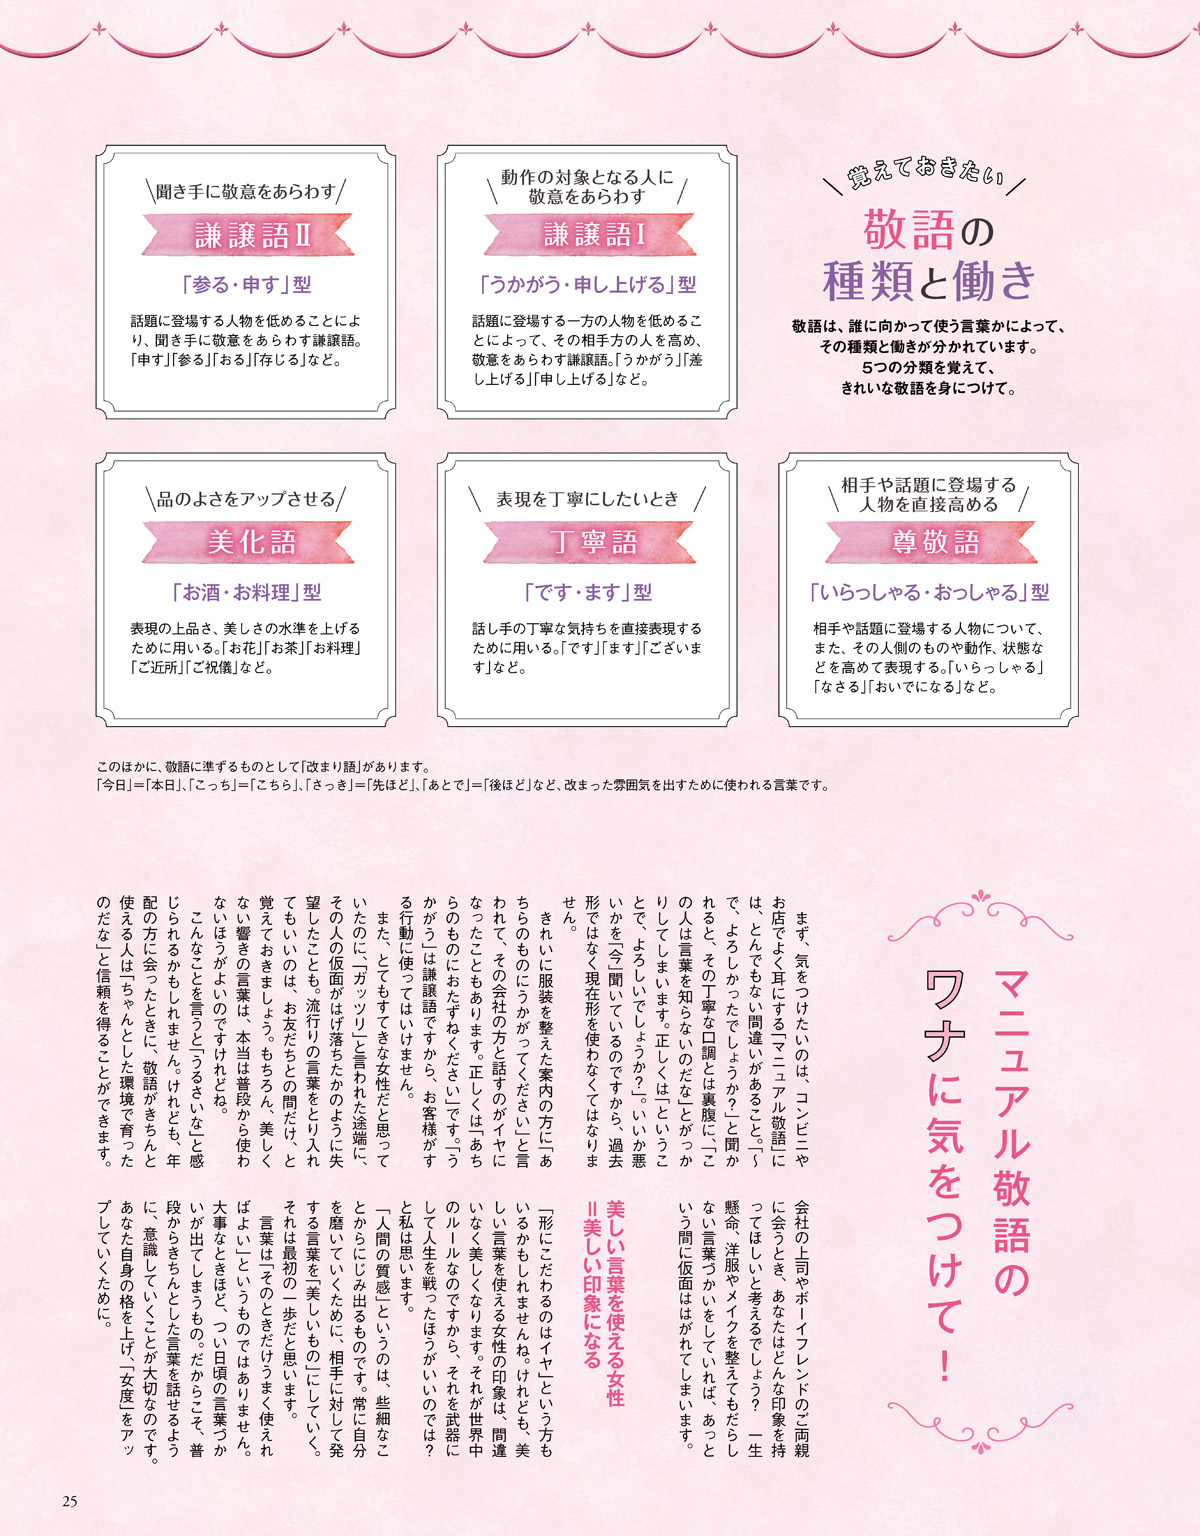 覚えておきたい
敬語の
種類と働き
敬語は、誰に向かって使う言葉かによって、
その種類と働きが分かれています。
5つの分類を覚えて、
きれいな敬語を身につけて。
動作の対象となる人に
敬意をあらわす
謙譲語Ⅰ
「うかがう・申し上げる」型
話題に登場する一方の人物を低めるこ
とによって、その相手方の人を高め、
敬意をあらわす謙譲語。「うかがう」「差
し上げる」「申し上げる」など。
聞き手に敬意をあらわす
謙譲語Ⅱ
「参る・申す」型
話題に登場する人物を低めることによ
り、聞き手に敬意をあらわす謙譲語。
「申す」「参る」「おる」「存じる」など。
相手や話題に登場する
人物を直接高める
尊敬語
「いらっしゃる・おっしゃる」型
相手や話題に登場する人物について、
また、その人側のものや動作、状態な
どを高めて表現する。「いらっしゃる」
「なさる」「おいでになる」など。
表現を丁寧にしたいとき
丁寧語
「です・ます」型
話し手の丁寧な気持ちを直接表現する
ために用いる。「です」「ます」「ございま
す」など。
品のよさをアップさせる
美化語
「お酒・お料理」型
表現の上品さ、美しさの水準を上げる
ために用いる。「お花」「お茶」「お料理」
「ご近所」「ご祝儀」など。
このほかに、敬語に準ずるものとして「改まり語」があります。
「今日」=「本日」、「こっち」=「こちら」、「さっき」=「先ほど」、「あとで」=「後ほど」など、改まった雰囲気を出すために使われる言葉です。
マニュアル敬語の
ワナに気をつけて!
まず、気をつけたいのは、コンビニや
お店でよく耳にする「マニュアル敬語」に
は、とんでもない間違いがあること。「〜
で、よろしかったでしょうか?」と聞か
れると、その丁寧な口調とは裏腹に、「こ
の人は言葉を知らないのだな」とがっか
りしてしまいます。正しくは「というこ
とで、よろしいでしょうか?」。いいか悪
いかを「今」聞いているのですから、過去
形ではなく現在形を使わなくてはなりま
せん。
きれいに服装を整えた案内の方に「あ
ちらのものにうかがってください」と言
われて、その会社の方と話すのがイヤに
なったこともあります。正しくは「あち
らのものにおたずねください」です。「う
かがう」は謙譲語ですから、お客様がす
る行動に使ってはいけません。
また、とてもすてきな女性だと思って
いたのに、「ガッツリ」と言われた途端に、
その人の仮面がはげ落ちたかのように失
望したことも。流行りの言葉をとり入れ
てもいいのは、お友だちとの間だけ、と
覚えておきましょう。もちろん、美しく
ない響きの言葉は、本当は普段から使わ
ないほうがよいのですけれどね。
こんなことを言うと「うるさいな」と感
じられるかもしれません。けれども、年
配の方に会ったときに、敬語がきちんと
使える人は「ちゃんとした環境で育った
のだな」と信頼を得ることができます。
会社の上司やボーイフレンドのご両親
に会うとき、あなたはどんな印象を持
ってほしいと考えるでしょう? 一生
懸命、洋服やメイクを整えてもだらし
ない言葉づかいをしていれば、あっと
いう間に仮面ははがれてしまいます。
美しい言葉を使える女性
=美しい印象になる
「形にこだわるのはイヤ」という方も
いるかもしれませんね。けれども、美
しい言葉を使える女性の印象は、間違
いなく美しくなります。それが世界中
のルールなのですから、それを武器に
して人生を戦ったほうがいいのでは?
と私は思います。
「人間の質感」というのは、些細なこ
とからにじみ出るものです。常に自分
を磨いていくために、相手に対して発
する言葉を「美しいもの」にしていく。
それは最初の一歩だと思います。
言葉は「そのときだけうまく使えれ
ばよい」というものではありません。
大事なときほど、つい日頃の言葉づか
いが出てしまうもの。だからこそ、普
段からきちんとした言葉を話せるよう
に、意識していくことが大切なのです。
あなた自身の格を上げ、「女度」をアッ
プしていくために。
25